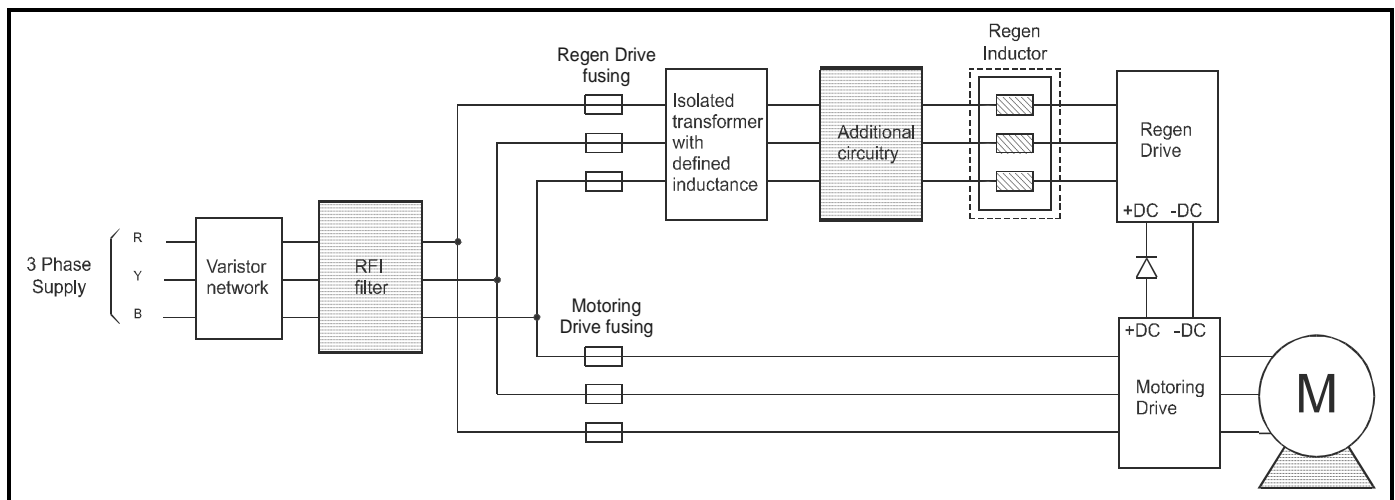 Regen
Inductor
Regen Drive
fusing
Isolated
transformer
with
defined
inductance
Additional
circuitry
Regen
Drive
+DC -DC
R
3 Phase
Supply
Y
B
Varistor
network
RFI
filter
Motoring
Drive fusing
+DC -DC
Motoring
Drive
M